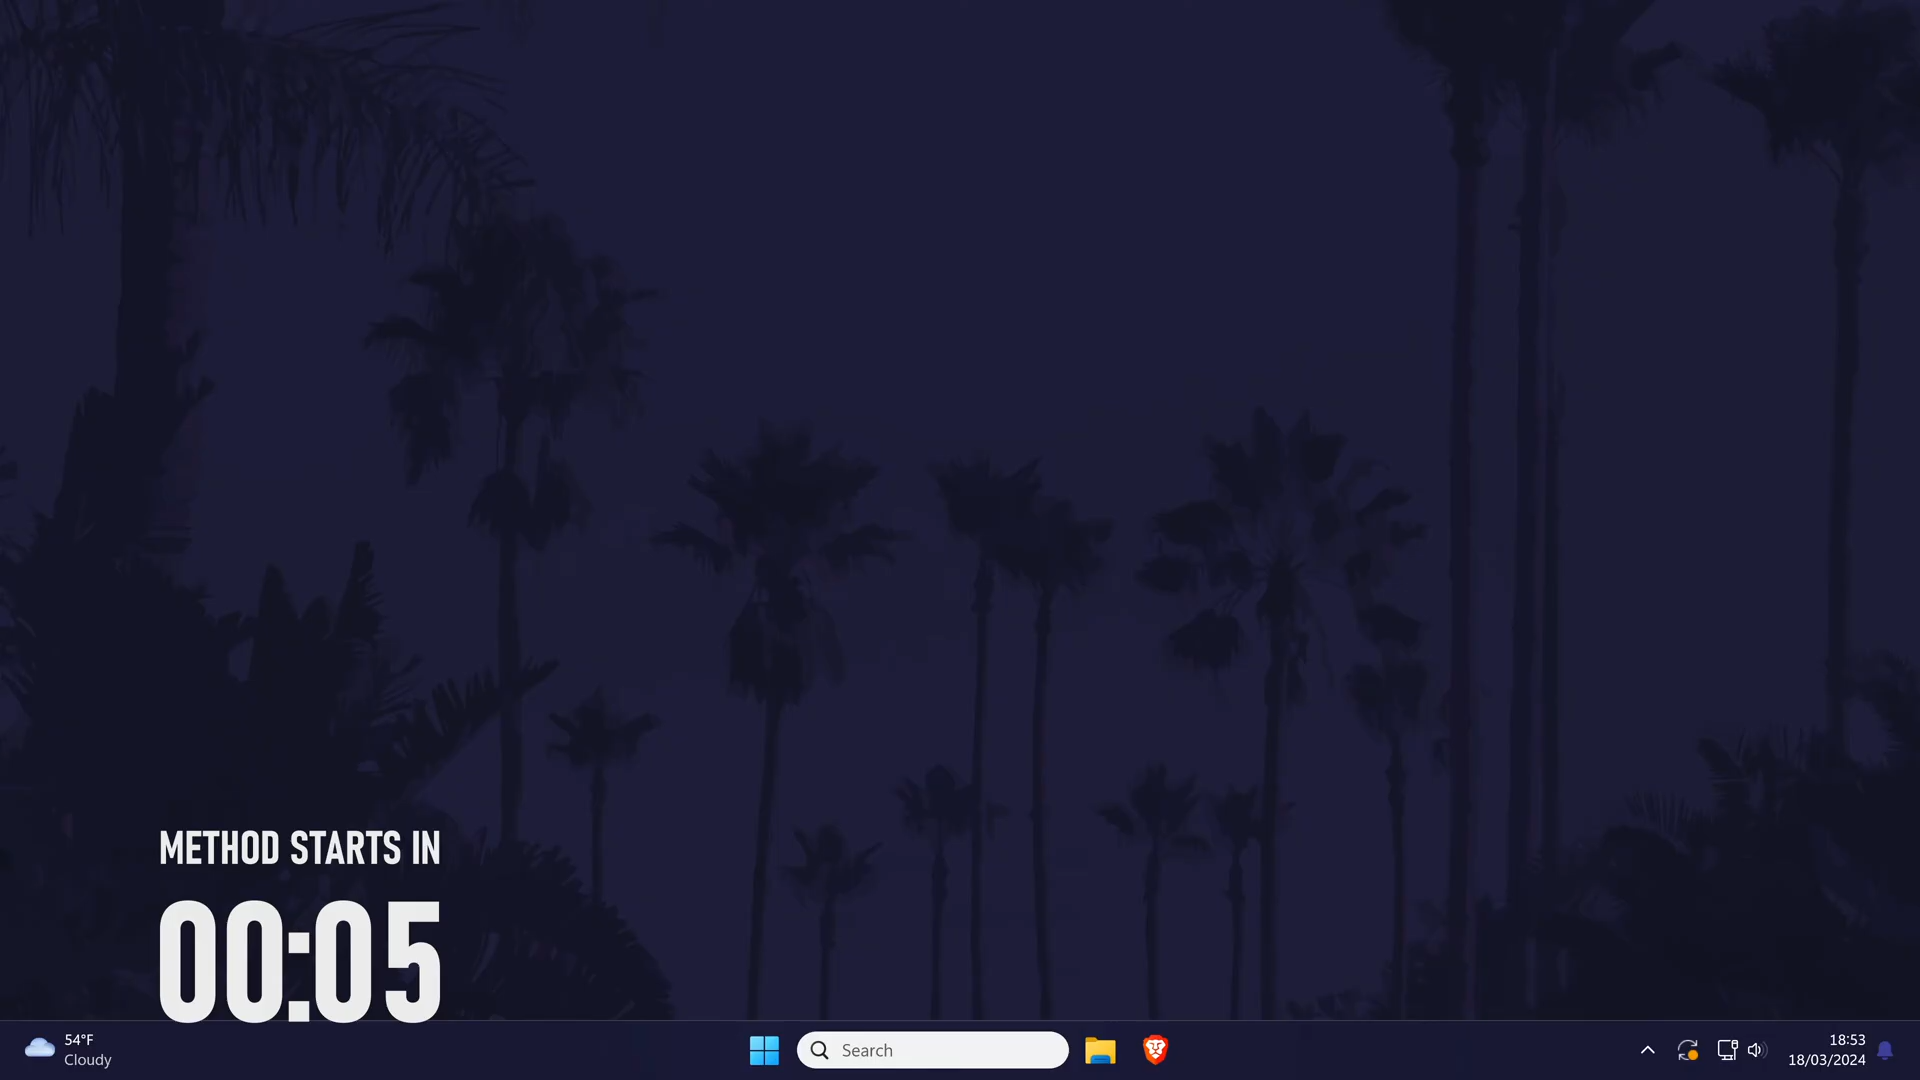 METHOD STARTS IN
00:05
54°F
Cloudy
Search
18:53
18/03/2024